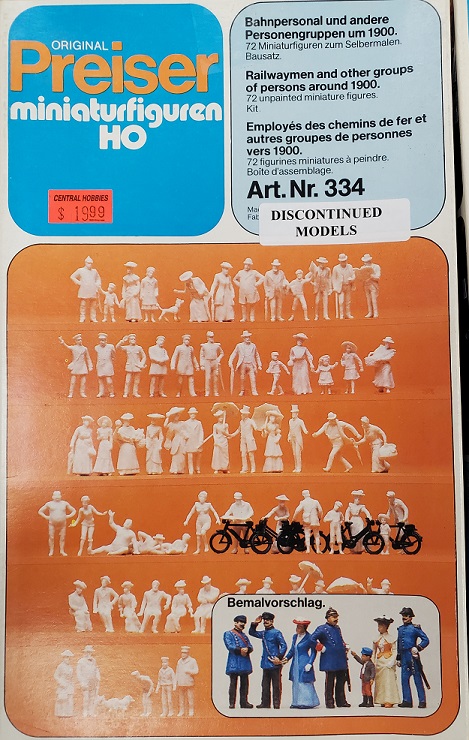 ORIGINAL
Preiser
miniaturfiguren
HO
CENTRAL HOBBIES
$ 19.99
Bahnpersonal und andere
Personengruppen um 1900.
72 Miniaturfiguren zum Selbermalen.
Bausatz.
Railwaymen and other groups
of persons around 1900.
72 unpainted miniature figures.
Kit.
Employés des chemins de fer et
autres groupes de personnes
vers 1900.
72 figurines miniatures à peindre.
Boîte d'assemblage.
Art. Nr. 334
DISCONTINUED
MODELS
Bemalvorschlag.